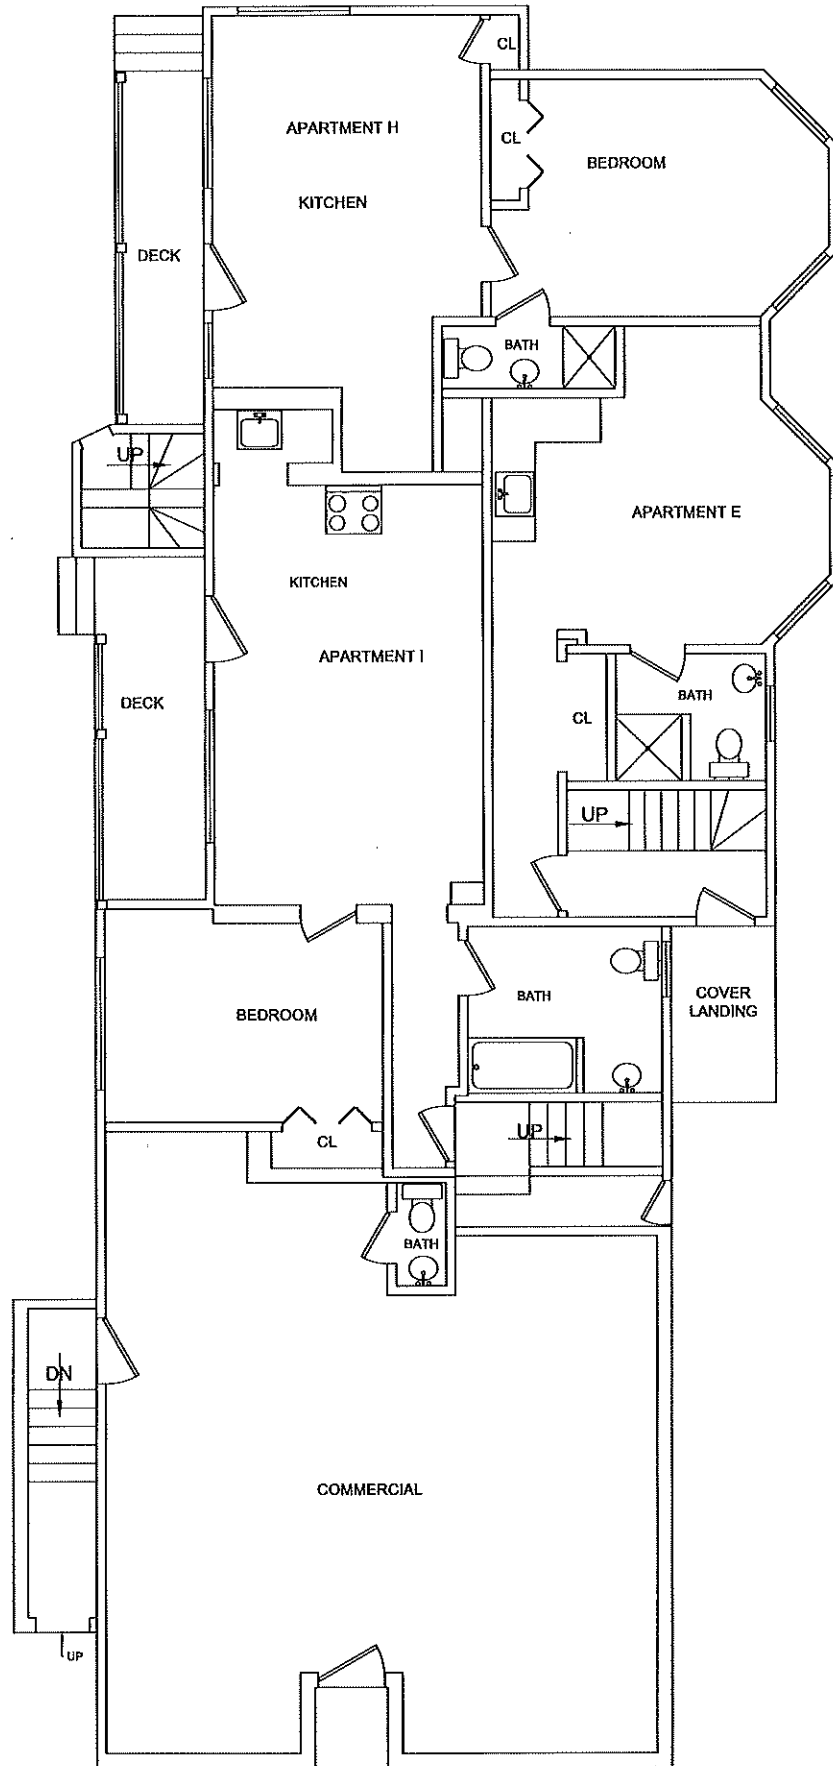 CL
APARTMENT H
CL
BEDROOM
KITCHEN
DECK
BATH
UP
APARTMENT E
KITCHEN
APARTMENT I
BATH
DECK
CL
UP
BATH
COVER
LANDING
BEDROOM
UP
CL
BATH
DN
COMMERCIAL
UP